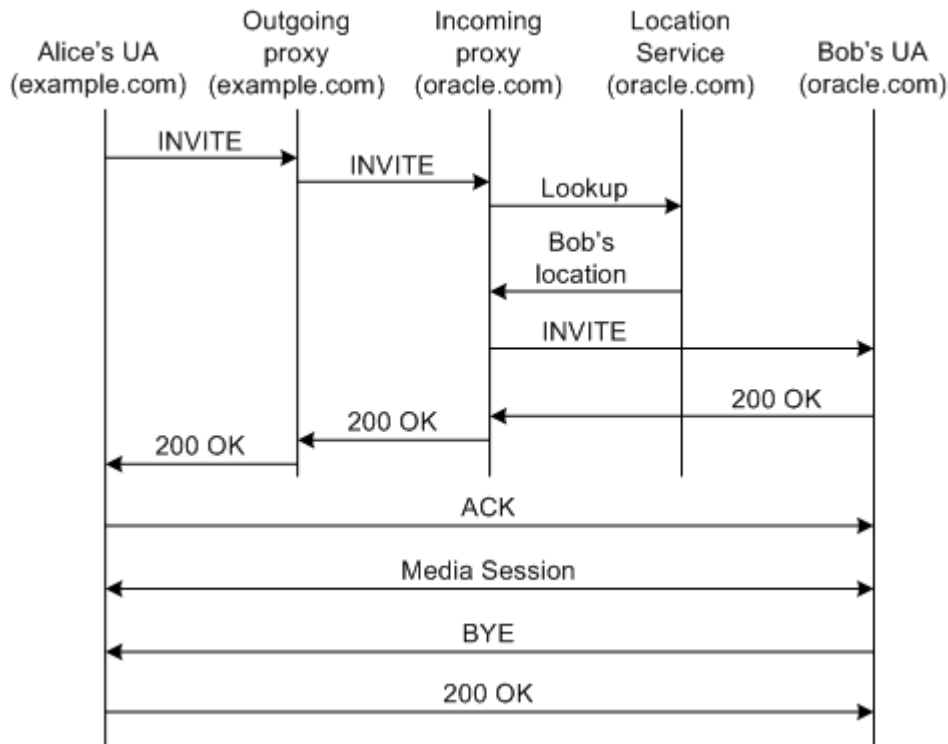 Alice's UA
(example.com)
Outgoing
proxy
(example.com)
Incoming
proxy
(oracle.com)
Location
Service
(oracle.com)
Bob's UA
(oracle.com)
INVITE
INVITE
Lookup
Bob's
location
INVITE
200 OK
200 OK
200 OK
ACK
Media Session
BYE
200 OK